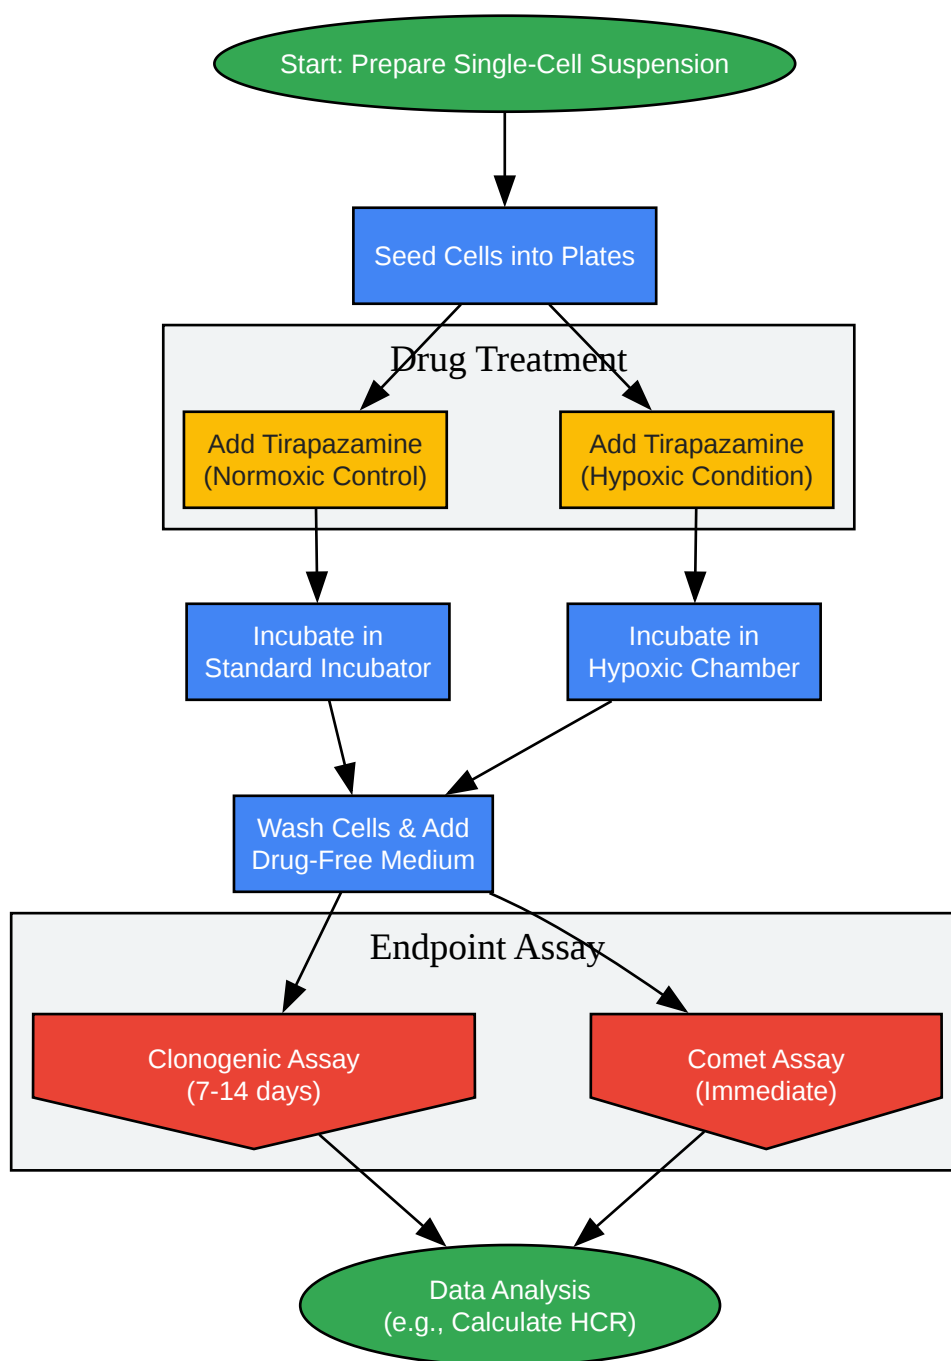 Start: Prepare Single-Cell Suspension
Seed Cells into Plates
Drug Treatment
Add Tirapazamine
(Normoxic Control)
Add Tirapazamine
(Hypoxic Condition)
Incubate in
Standard Incubator
Incubate in
Hypoxic Chamber
Wash Cells & Add
Drug-Free Medium
Endpoint Assay
Clonogenic Assay
(7-14 days)
Comet Assay
(Immediate)
Data Analysis
(e.g., Calculate HCR)